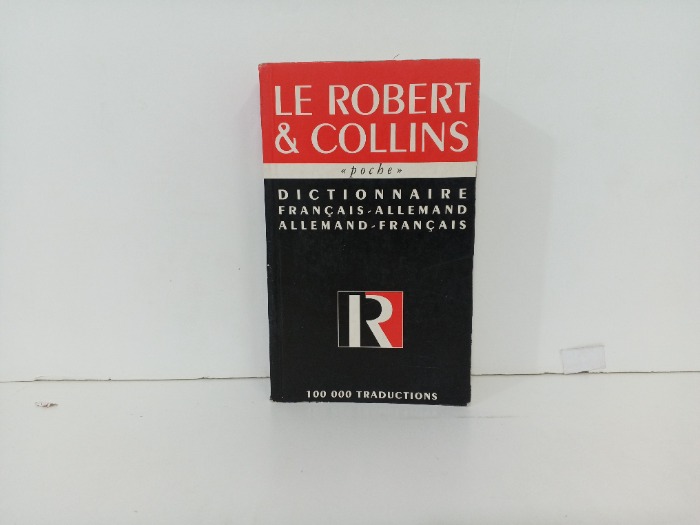 LE ROBERT
& COLLINS
« poche »
DICTIONNAIRE
FRANÇAIS-ALLEMAND
ALLEMAND-FRANÇAIS
R
100 000 TRADUCTIONS